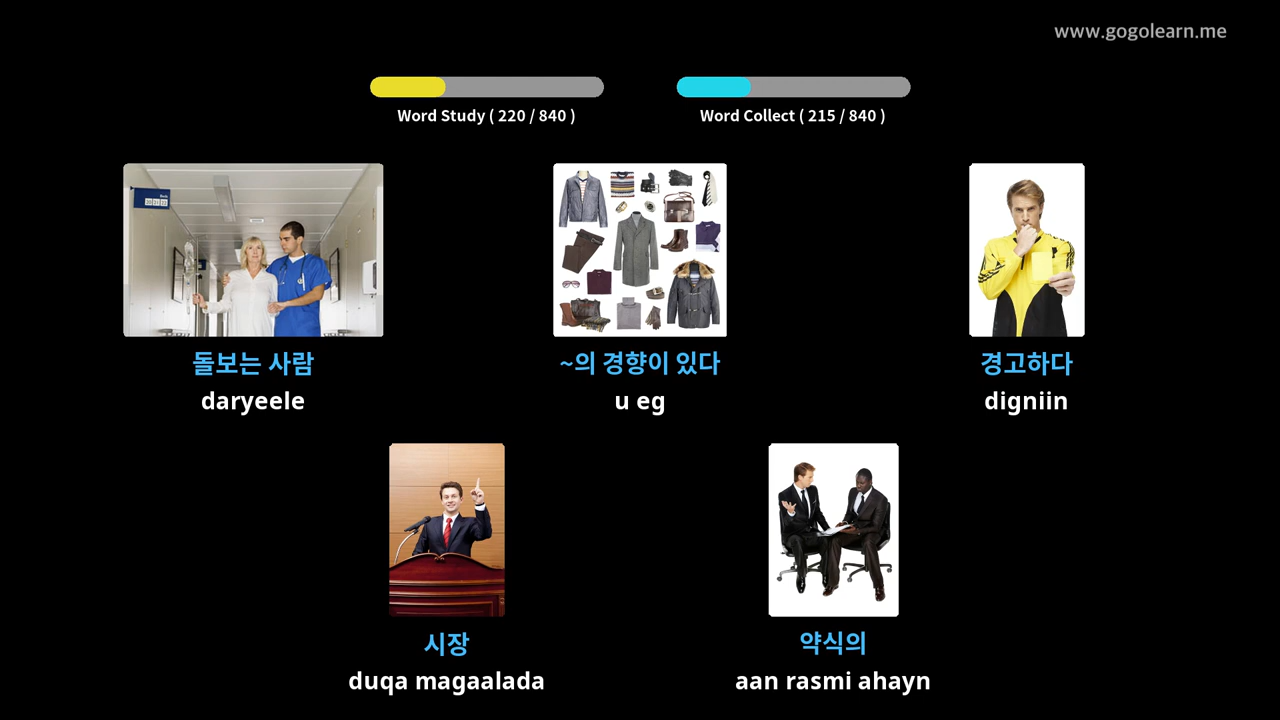 www.gogolearn.me
Word Study ( 220 / 840 )
Word Collect ( 215 / 840 )
돌보는 사람
daryeele
~의 경향이 있다
u eg
경고하다
digniin
시장
duqa magaalada
약식의
aan rasmi ahayn